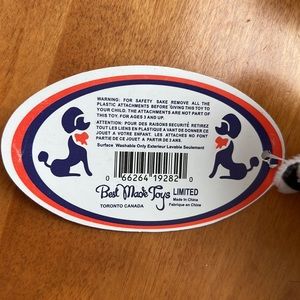 WARNING: FOR SAFETY SAKE REMOVE ALL THE
PLASTIC ATTACHMENTS BEFORE GIVING THIS TOY TO
YOUR CHILD. THE ATTACHMENTS ARE NOT PART OF
THIS TOY. FOR AGES 3 AND UP.
ATTENTION: POUR DES RAISONS SECURITÉ RETIREZ
TOUT LES LIENS EN PLASTIQUE A VANT DE DONNER CE
JOUET A VOTRE ENFANT. LES ATTACHES NO FONT
PARTIR DE CE JOUET A PARTIR DE 3 ANS.
Surface Washable Only Exterieur Lavable Seulement
0 66264 19282 0
Best Made Toys LIMITED
TORONTO CANADA
Made In China
Fabrique en China